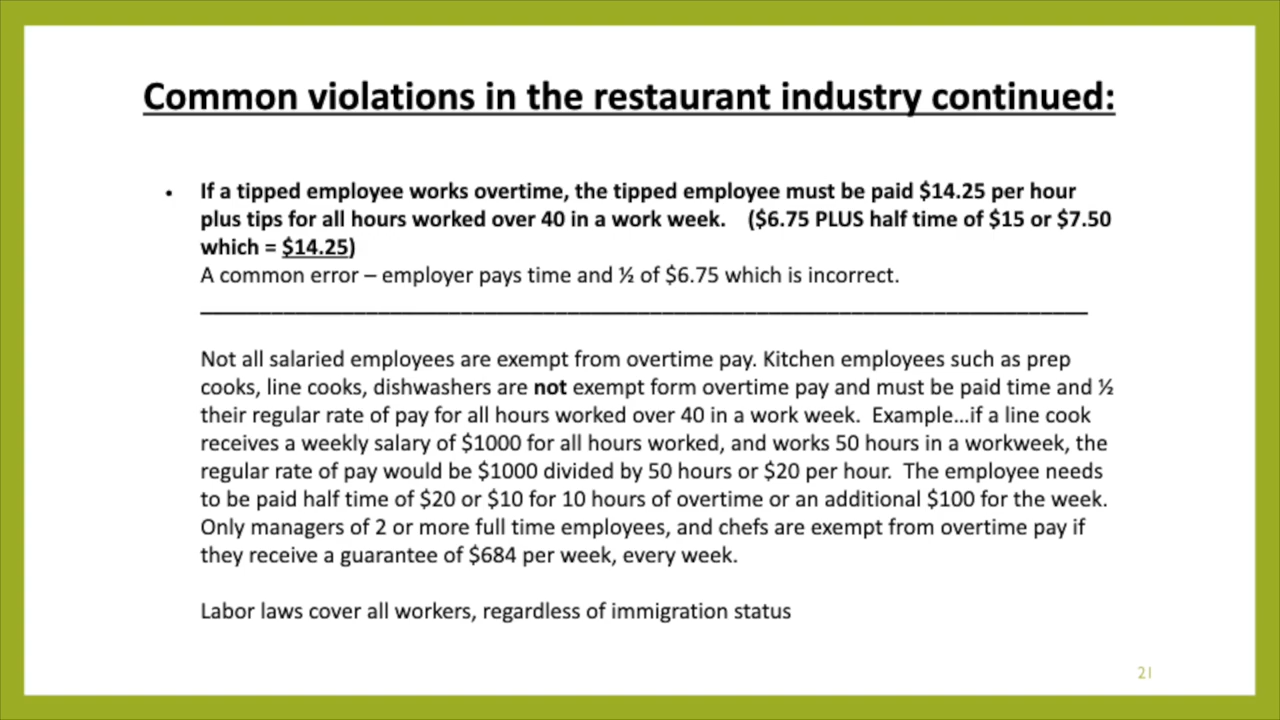 Common violations in the restaurant industry continued:
• If a tipped employee works overtime, the tipped employee must be paid $14.25 per hour
plus tips for all hours worked over 40 in a work week. ($6.75 PLUS half time of $15 or $7.50
which = $14.25)
A common error – employer pays time and ½ of $6.75 which is incorrect.
Not all salaried employees are exempt from overtime pay. Kitchen employees such as prep
cooks, line cooks, dishwashers are not exempt form overtime pay and must be paid time and ½
their regular rate of pay for all hours worked over 40 in a work week. Example…if a line cook
receives a weekly salary of $1000 for all hours worked, and works 50 hours in a workweek, the
regular rate of pay would be $1000 divided by 50 hours or $20 per hour. The employee needs
to be paid half time of $20 or $10 for 10 hours of overtime or an additional $100 for the week.
Only managers of 2 or more full time employees, and chefs are exempt from overtime pay if
they receive a guarantee of $684 per week, every week.
Labor laws cover all workers, regardless of immigration status
21